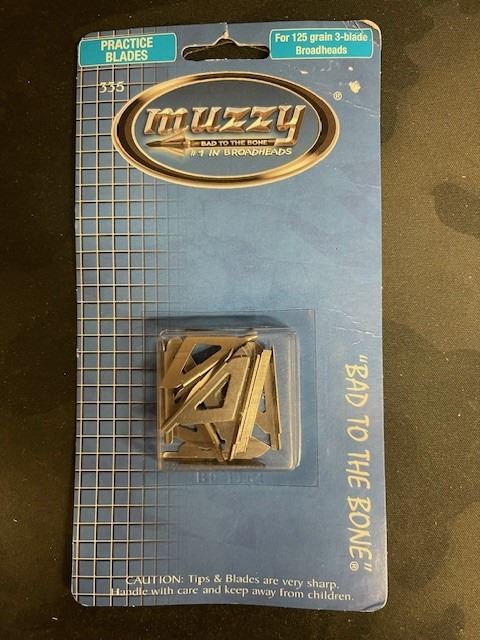 PRACTICE
BLADES
For 125 grain 3-blade
Broadheads
335
muzzy
®
BAD TO THE BONE
#1 IN BROADHEADS
"BAD TO THE BONE"®
CAUTION: Tips & Blades are very sharp.
Handle with care and keep away from children.